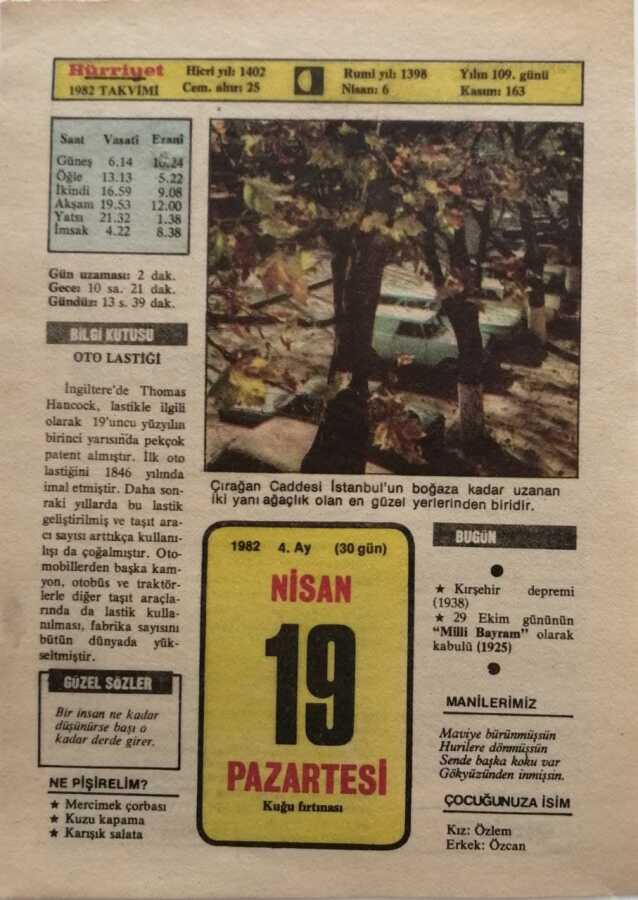 Hürriyet
1982 TAKVİMİ
Hicri yıl: 1402
Cem. ahır: 25
Rumi yılı 1398
Nisan: 6
Yılın 109. günü
Kasım: 163
Saat Vasati Ezani
Güneş 6.14 10.24
Öğle 13.13 5.22
İkindi 16.59 9.08
Akşam 19.53 12.00
Yatsı 21.32 1.38
İmsak 4.22 8.38
Gün uzaması: 2 dak.
Gece: 10 sa. 21 dak.
Gündüz: 13 s. 39 dak.
BİLGİ KUTUSU
OTO LASTİĞİ
İngiltere'de Thomas
Hancock, lastikle ilgili
olarak 19'uncu yüzyılın
birinci yarısında pekçok
patent almıştır. İlk oto
lastiğini 1846 yılında
imal etmiştir. Daha son-
raki yıllarda bu lastik
geliştirilmiş ve taşıt ara-
cı sayısı arttıkça kullanı-
lışı da çoğalmıştır. Oto-
mobillerden başka kam-
yon, otobüs ve traktör-
lerle diğer taşıt araçla-
rında da lastik kulla-
nılması, fabrika sayısını
bütün dünyada yük-
seltmiştir.
GÜZEL SÖZLER
Bir insan ne kadar
düşünürse başı o
kadar derde girer.
NE PİŞİRELİM?
★ Mercimek çorbası
★ Kuzu kapama
★ Karışık salata
Çırağan Caddesi İstanbul'un boğaza kadar uzanan
iki yanı ağaçlık olan en güzel yerlerinden biridir.
1982 4. Ay (30 gün)
NİSAN
19
PAZARTESİ
Kuğu fırtınası
BUGÜN
★ Kırşehir depremi
(1938)
★ 29 Ekim gününün
"Milli Bayram" olarak
kabulü (1925)
MANİLERİMİZ
Maviye bürünmüşsün
Hurilere dönmüşsün
Sende başka koku var
Gökyüzünden inmişsin.
ÇOCUĞUNUZA İSİM
Kız: Özlem
Erkek: Özcan